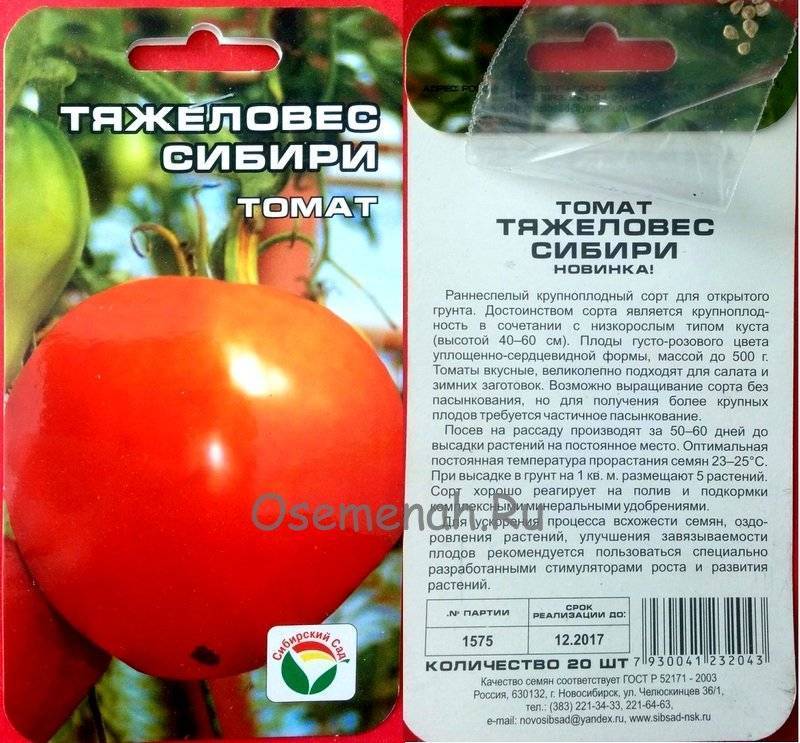 ТЯЖЕЛОВЕС
СИБИРИ
ТОМАТ
Сибирский Сад
ТОМАТ
ТЯЖЕЛОВЕС
СИБИРИ
НОВИНКА!
Раннеспелый крупноплодный сорт для открытого
грунта. Достоинством сорта является крупноплод-
ность в сочетании с низкорослым типом куста
(высотой 40–60 см). Плоды густо-розового цвета
уплощенно-сердцевидной формы, массой до 500 г.
Томаты вкусные, великолепно подходят для салата и
зимних заготовок. Возможно выращивание сорта без
пасынкования, но для получения более крупных
плодов требуется частичное пасынкование.
Посев на рассаду производят за 50–60 дней до
высадки растений на постоянное место. Оптимальная
постоянная температура прорастания семян 23–25°С.
При высадке в грунт на 1 кв. м. размещают 5 растений.
Сорт хорошо реагирует на полив и подкормки
комплексными минеральными удобрениями.
Для ускорения процесса всхожести семян, оздо-
ровления растений, улучшения завязываемости
плодов рекомендуется пользоваться специально
разработанными стимуляторами роста и развития
растений.
Osemenah.Ru
№ ПАРТИИ
СРОК
РЕАЛИЗАЦИИ ДО:
1575
12.2017
КОЛИЧЕСТВО 20 ШТ
7 930041 232043
Качество семян соответствует ГОСТ Р 52171 - 2003
Россия, 630132, г. Новосибирск, ул. Челюскинцев 36/1,
тел.: (383) 221-34-33, 221-64-63,
e-mail: novosibsad@yandex.ru, www.sibsad-nsk.ru